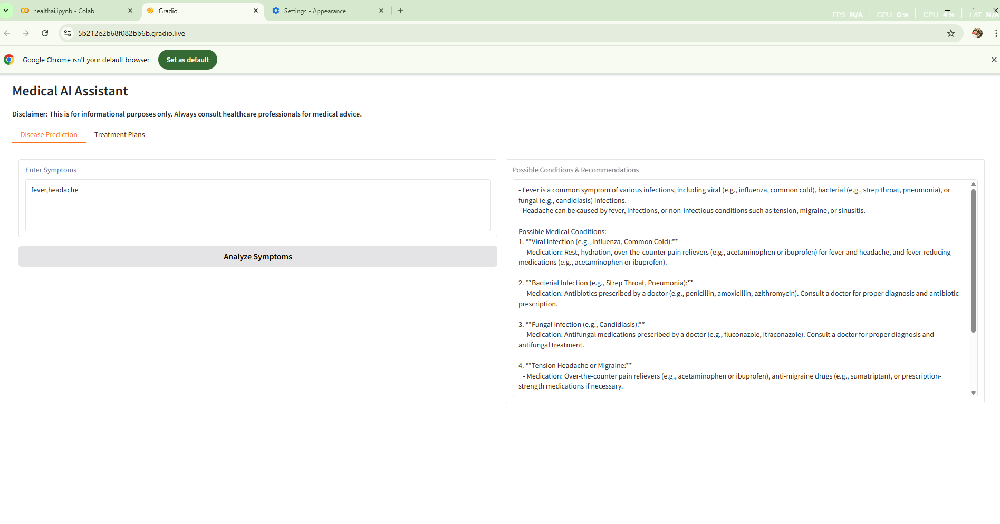 healthai.ipynb - Colab
Gradio
Settings - Appearance
FPS N/A
GPU 0%
CPU 4%
LAT N/A
5b212e2b68f082bb6b.gradio.live
Google Chrome isn't your default browser
Set as default
Medical AI Assistant
Disclaimer: This is for informational purposes only. Always consult healthcare professionals for medical advice.
Disease Prediction
Treatment Plans
Enter Symptoms
fever,headache
Analyze Symptoms
Possible Conditions & Recommendations
- Fever is a common symptom of various infections, including viral (e.g., influenza, common cold), bacterial (e.g., strep throat, pneumonia), or
fungal (e.g., candidiasis) infections.
- Headache can be caused by fever, infections, or non-infectious conditions such as tension, migraine, or sinusitis.
Possible Medical Conditions:
1. **Viral Infection (e.g., Influenza, Common Cold):**
- Medication: Rest, hydration, over-the-counter pain relievers (e.g., acetaminophen or ibuprofen) for fever and headache, and fever-reducing
medications (e.g., acetaminophen or ibuprofen).
2. **Bacterial Infection (e.g., Strep Throat, Pneumonia):**
- Medication: Antibiotics prescribed by a doctor (e.g., penicillin, amoxicillin, azithromycin). Consult a doctor for proper diagnosis and antibiotic
prescription.
3. **Fungal Infection (e.g., Candidiasis):**
- Medication: Antifungal medications prescribed by a doctor (e.g., fluconazole, itraconazole). Consult a doctor for proper diagnosis and
antifungal treatment.
4. **Tension Headache or Migraine:**
- Medication: Over-the-counter pain relievers (e.g., acetaminophen or ibuprofen), anti-migraine drugs (e.g., sumatriptan), or prescription-
strength medications if necessary.